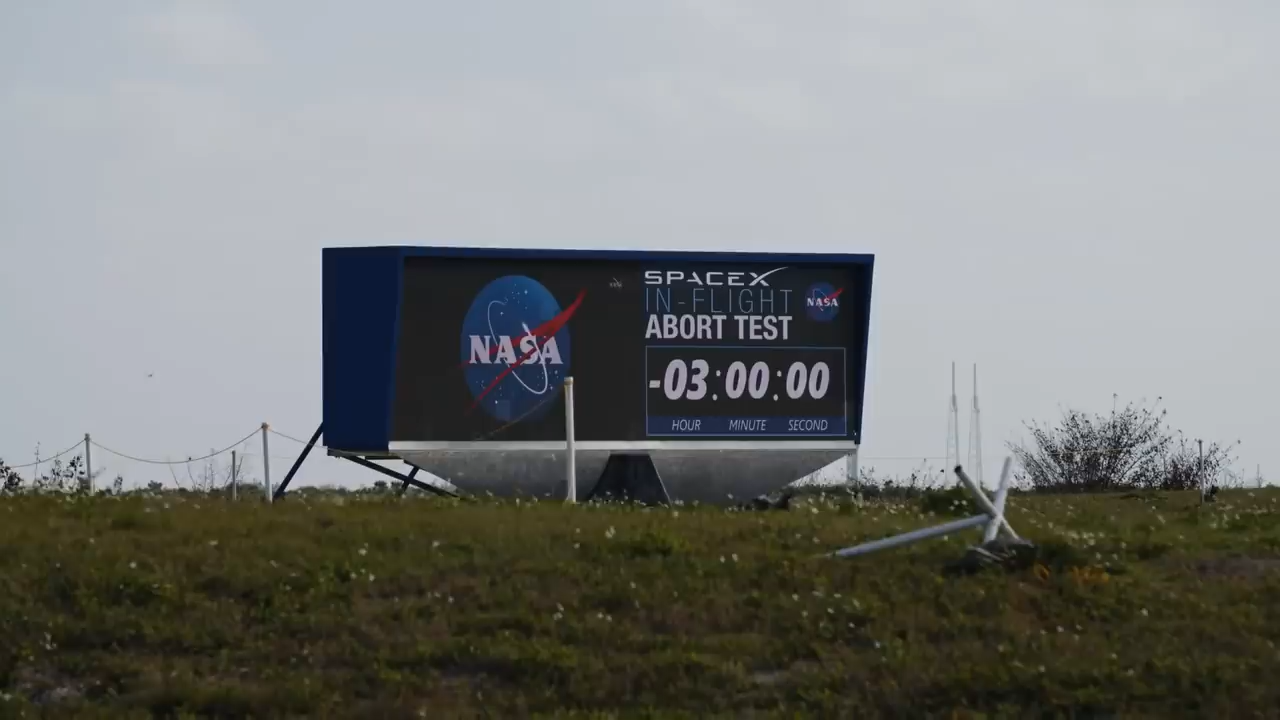 NASA
SPACEX
IN-FLIGHT
ABORT TEST
NASA
-03:00:00
HOUR MINUTE SECOND